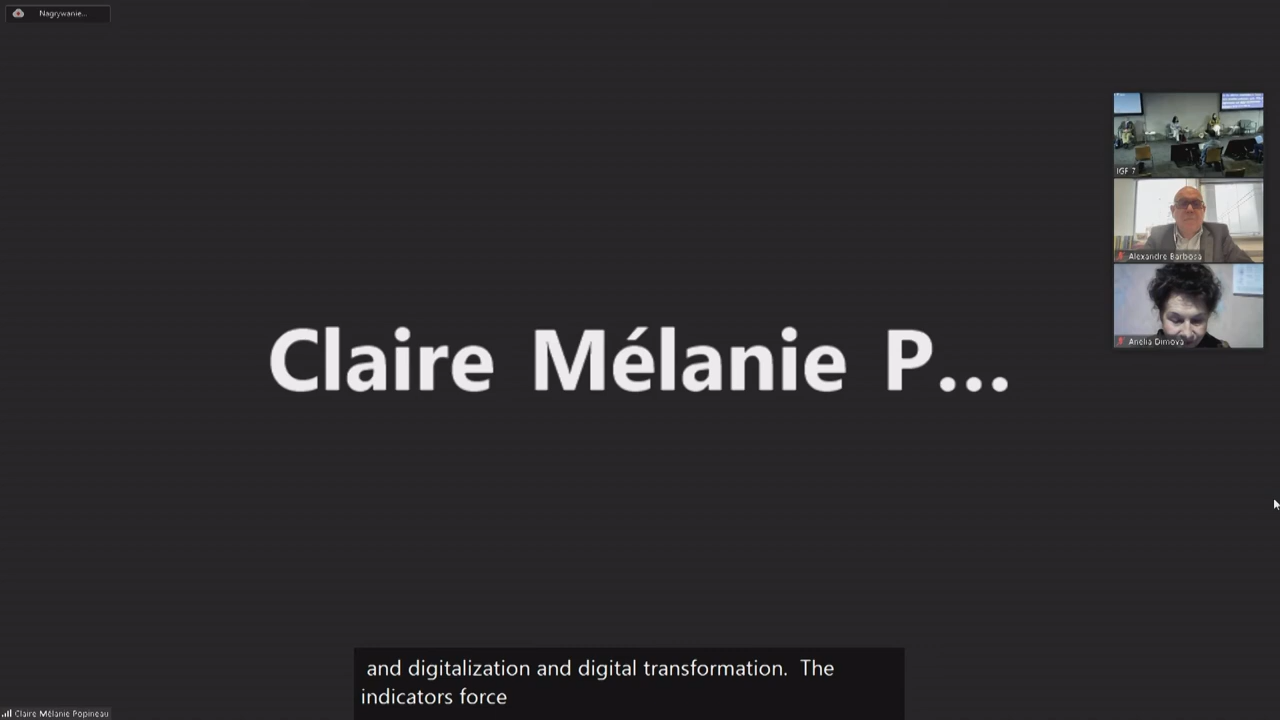 Nagrywanie...
IGF 7
Alexandre Barbosa
Anelia Dimova
Claire Mélanie P...
and digitalization and digital transformation.  The
indicators force
Claire Mélanie Popineau